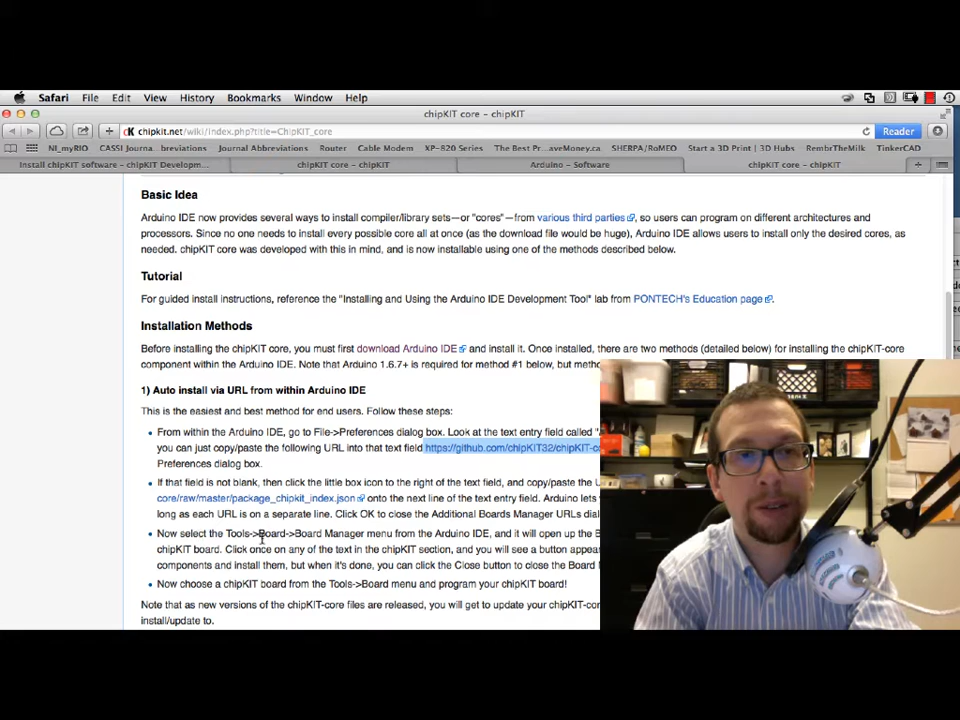 Safari File Edit View History Bookmarks Window Help
chipKIT core – chipKIT
chipkit.net/wiki/index.php?title=ChipKIT_core
Reader
NI_myRIO CASSI Journa...breviations Journal Abbreviations Router Cable Modem XP-820 Series The Best Pr...aveMoney.ca SHERPA/RoMEO Start a 3D Print | 3D Hubs RembrTheMilk TinkerCAD
Install chipKIT software – chipKIT Developm... chipKIT core – chipKIT Arduino – Software chipKIT core – chipKIT
Basic Idea
Arduino IDE now provides several ways to install compiler/library sets—or "cores"—from various third parties, so users can program on different architectures and
processors. Since no one needs to install every possible core all at once (as the download file would be huge), Arduino IDE allows users to install only the desired cores, as
needed. chipKIT core was developed with this in mind, and is now installable using one of the methods described below.
Tutorial
For guided install instructions, reference the "Installing and Using the Arduino IDE Development Tool" lab from PONTECH's Education page.
Installation Methods
Before installing the chipKIT core, you must first download Arduino IDE and install it. Once installed, there are two methods (detailed below) for installing the chipKIT-core
component within the Arduino IDE. Note that Arduino 1.6.7+ is required for method #1 below, but
1) Auto install via URL from within Arduino IDE
This is the easiest and best method for end users. Follow these steps:
• From within the Arduino IDE, go to File->Preferences dialog box. Look at the text entry field called
you can just copy/paste the following URL into that text field https://github.com/chipKIT32/chipKIT-c
Preferences dialog box.
• If that field is not blank, then click the little box icon to the right of the text field, and copy/paste the
core/raw/master/package_chipkit_index.json onto the next line of the text entry field. Arduino lets
long as each URL is on a separate line. Click OK to close the Additional Boards Manager URLs
• Now select the Tools->Board->Board Manager menu from the Arduino IDE, and it will open up the
chipKIT board. Click once on any of the text in the chipKIT section, and you will see a button
components and install them, but when it's done, you can click the Close button to close the Board
• Now choose a chipKIT board from the Tools->Board menu and program your chipKIT board!
Note that as new versions of the chipKIT-core files are released, you will get to update your chipKIT
install/update to.